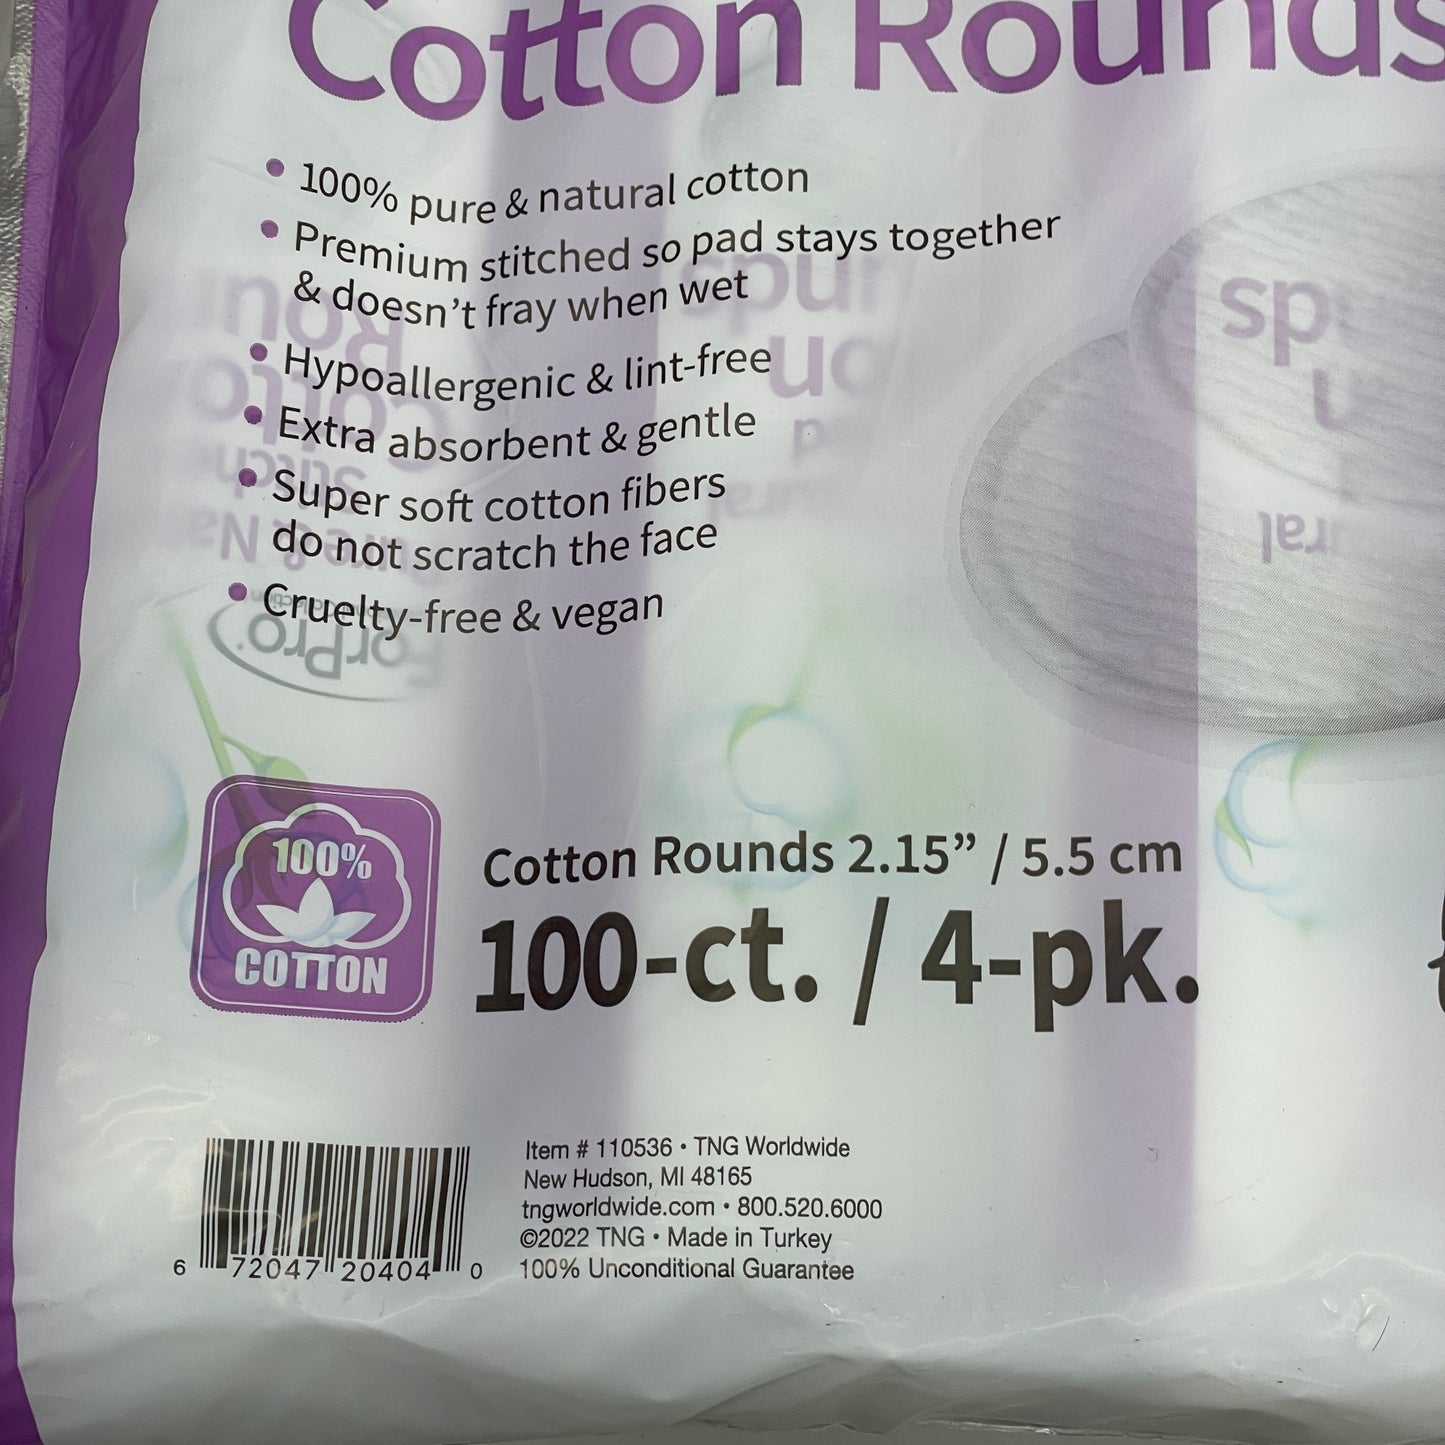 Cotton Rounds
• 100% pure & natural cotton
• Premium stitched so pad stays together
& doesn't fray when wet
• Hypoallergenic & lint-free
• Extra absorbent & gentle
• Super soft cotton fibers
do not scratch the face
• Cruelty-free & vegan
100%
COTTON
Cotton Rounds 2.15” / 5.5 cm
100-ct. / 4-pk.
Item # 110536 • TNG Worldwide
New Hudson, MI 48165
tngworldwide.com • 800.520.6000
©2022 TNG • Made in Turkey
100% Unconditional Guarantee
6 72047 20404 0